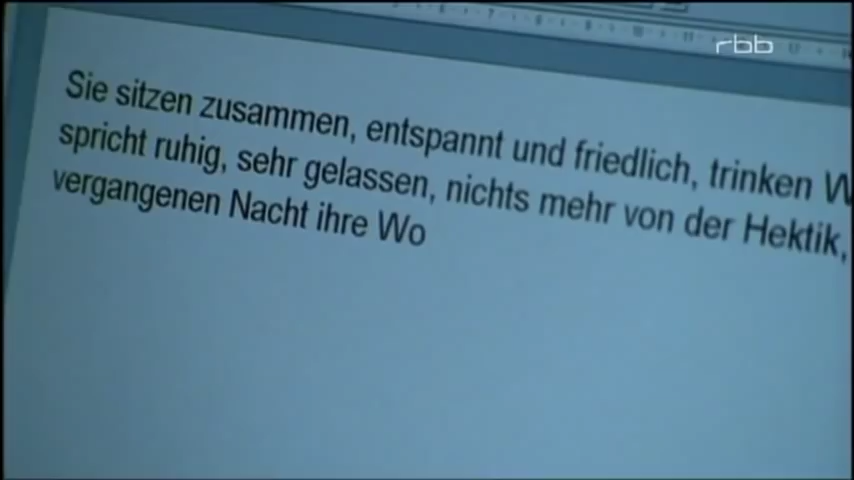 rbb
Sie sitzen zusammen, entspannt und friedlich, trinken
spricht ruhig, sehr gelassen, nichts mehr von der Hektik,
vergangenen Nacht ihre Wo